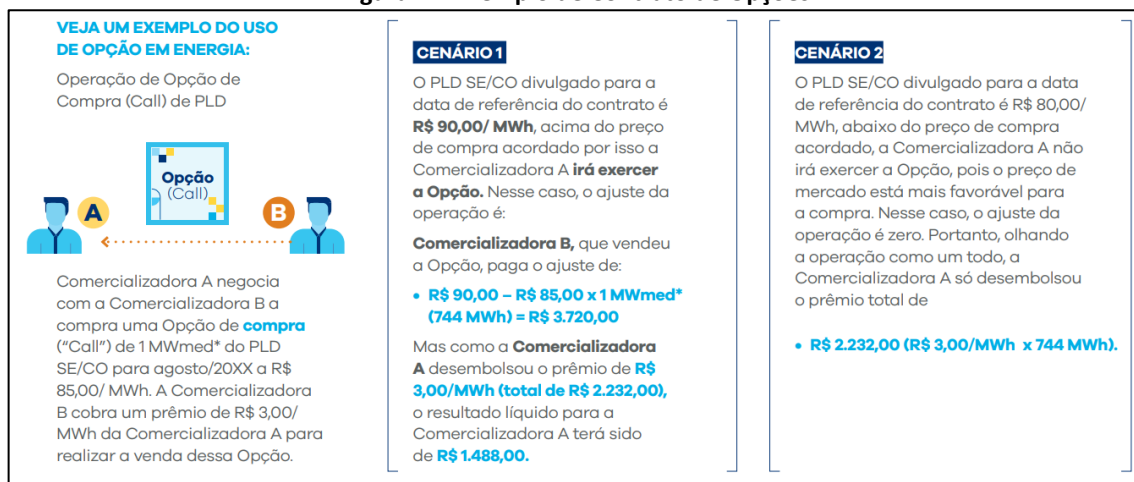 VEJA UM EXEMPLO DO USO
DE OPÇÃO EM ENERGIA:
Operação de Opção de
Compra (Call) de PLD
Opção
(Call)
A
B
Comercializadora A negocia
com a Comercializadora B a
compra uma Opção de compra
(“Call”) de 1 MWmed* do PLD
SE/CO para agosto/20XX a R$
85,00/ MWh. A Comercializadora
B cobra um prêmio de R$ 3,00/
MWh da Comercializadora A para
realizar a venda dessa Opção.
CENÁRIO 1
O PLD SE/CO divulgado para a
data de referência do contrato é
R$ 90,00/ MWh, acima do preço
de compra acordado por isso a
Comercializadora A irá exercer
a Opção. Nesse caso, o ajuste da
operação é:
Comercializadora B, que vendeu
a Opção, paga o ajuste de:
• R$ 90,00 – R$ 85,00 x 1 MWmed*
(744 MWh) = R$ 3.720,00
Mas como a Comercializadora
A desembolsou o prêmio de R$
3,00/MWh (total de R$ 2.232,00),
o resultado líquido para a
Comercializadora A terá sido
de R$ 1.488,00.
CENÁRIO 2
O PLD SE/CO divulgado para a data
de referência do contrato é R$ 80,00/
MWh, abaixo do preço de compra
acordado, a Comercializadora A não
irá exercer a Opção, pois o preço de
mercado está mais favorável para
a compra. Nesse caso, o ajuste da
operação é zero. Portanto, olhando
a operação como um todo, a
Comercializadora A só desembolsou
o prêmio total de
• R$ 2.232,00 (R$ 3,00/MWh x 744 MWh).